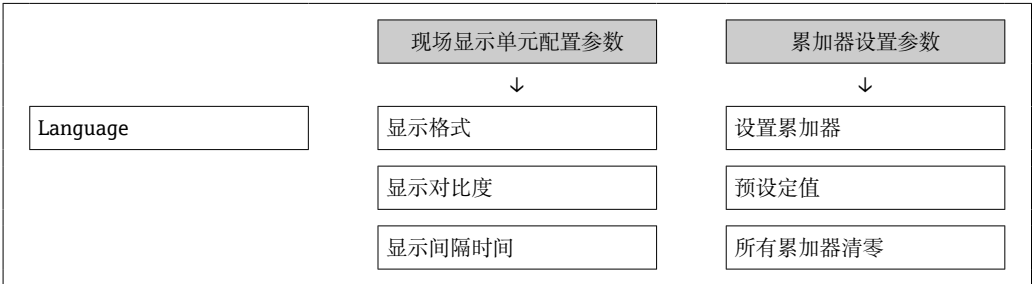 现场显示单元配置参数
累加器设置参数
↓
↓
Language
显示格式
设置累加器
显示对比度
预设定值
显示间隔时间
所有累加器清零